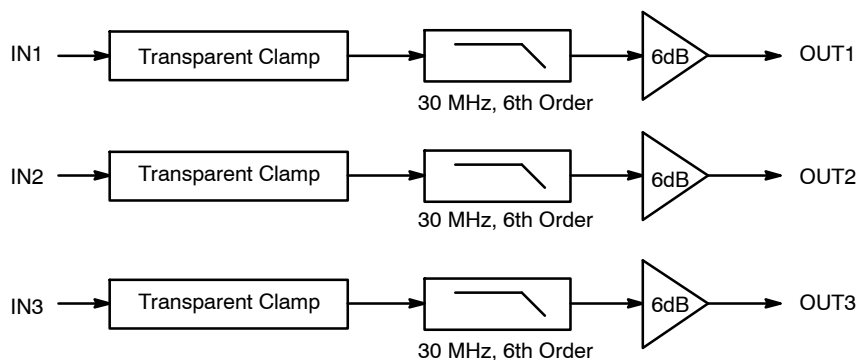 IN1
Transparent Clamp
6dB
OUT1
30 MHz, 6th Order
IN2
Transparent Clamp
6dB
OUT2
30 MHz, 6th Order
IN3
Transparent Clamp
6dB
OUT3
30 MHz, 6th Order